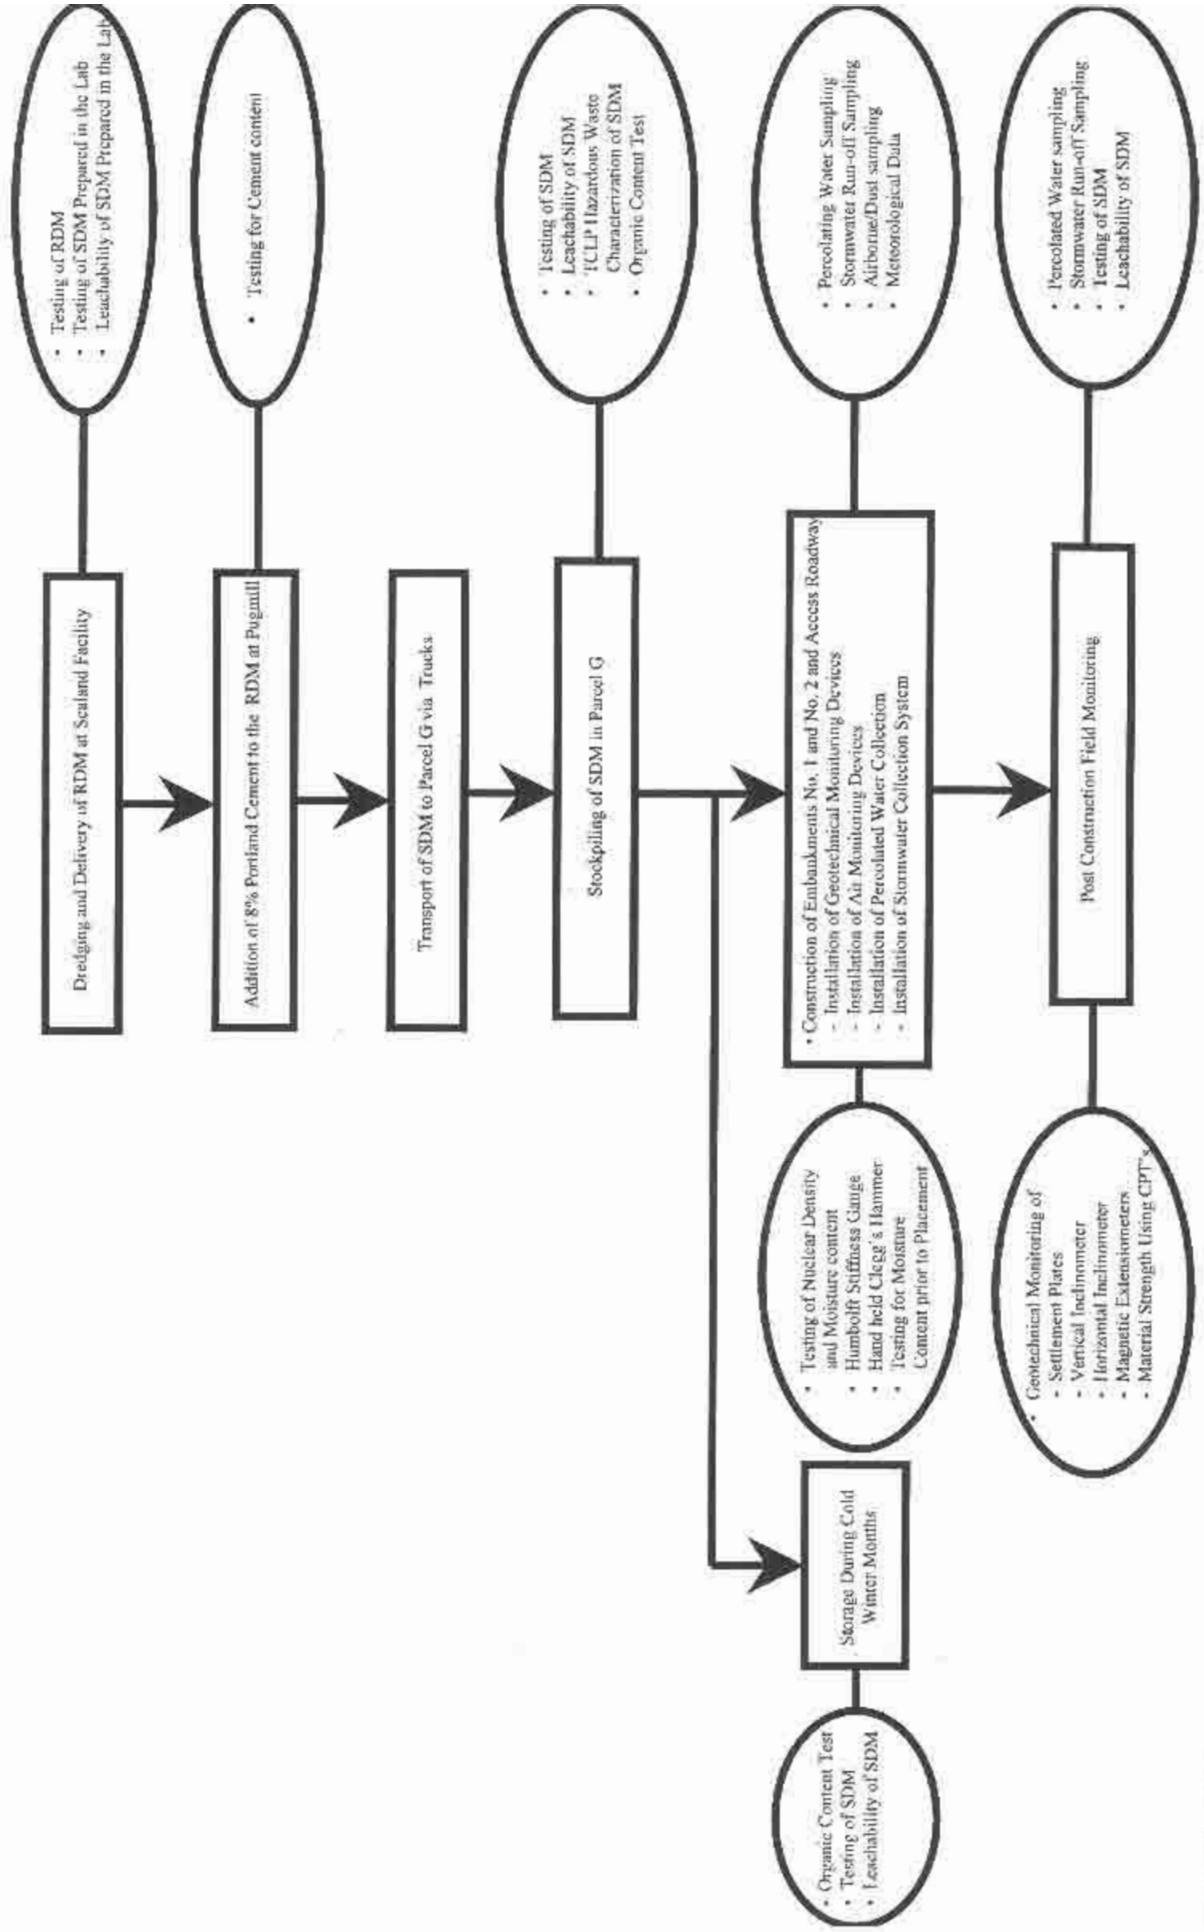 Dredging and Delivery of RDM at Sealand Facility
• Testing of RDM
• Testing of SDM Prepared in the Lab
• Leachability of SDM Prepared in the Lab
Addition of 8% Portland Cement to the RDM at Pugmill
• Testing for Cement content
Transport of SDM to Parcel G via Trucks
Stockpiling of SDM in Parcel G
• Testing of SDM
• Leachability of SDM
• TCLP Hazardous Waste
Characterization of SDM
• Organic Content Test
• Organic Content Test
• Testing of SDM
• Leachability of SDM
Storage During Cold
Winter Months
• Testing of Nuclear Density
and Moisture content
• Humbolft Stiffness Gauge
• Hand held Clegg's Hammer
• Testing for Moisture
Content prior to Placement
• Construction of Embankments No. 1 and No. 2 and Access Roadway
- Installation of Geotechnical Monitoring Devices
- Installation of Air Monitoring Devices
- Installation of Percolated Water Collection
- Installation of Stormwater Collection System
• Percolating Water Sampling
• Stormwater Run-off Sampling
• Airborne/Dust sampling
• Meteorological Data
• Geotechnical Monitoring of
- Settlement Plates
- Vertical Inclinometer
- Horizontal Inclinometer
- Magnetic Extensiometers
- Material Strength Using CPT's
Post Construction Field Monitoring
• Percolated Water sampling
• Stormwater Run-off Sampling
• Testing of SDM
• Leachability of SDM